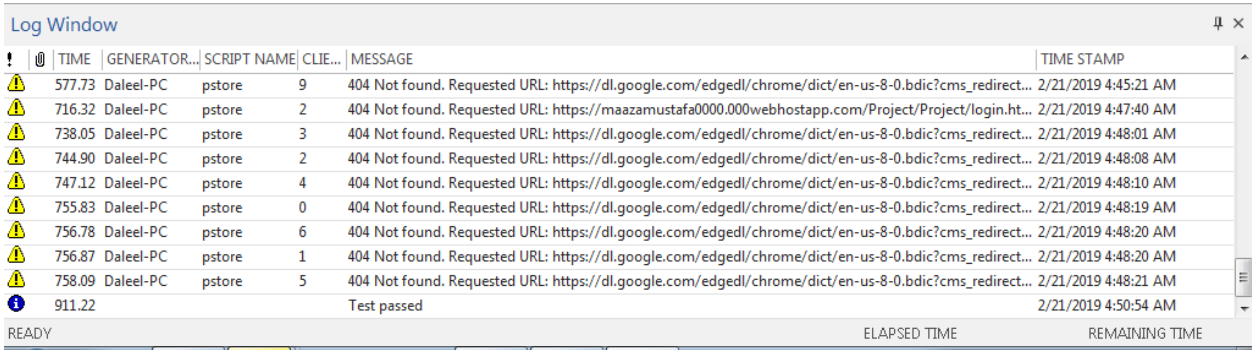 Log Window
! TIME GENERATOR... SCRIPT NAME CLIE... MESSAGE TIME STAMP
577.73 Daleel-PC pstore 9 404 Not found. Requested URL: https://dl.google.com/edgedl/chrome/dict/en-us-8-0.bdic?cms_redirect... 2/21/2019 4:45:21 AM
716.32 Daleel-PC pstore 2 404 Not found. Requested URL: https://maazamustafa0000.000webhostapp.com/Project/Project/login.ht... 2/21/2019 4:47:40 AM
738.05 Daleel-PC pstore 3 404 Not found. Requested URL: https://dl.google.com/edgedl/chrome/dict/en-us-8-0.bdic?cms_redirect... 2/21/2019 4:48:01 AM
744.90 Daleel-PC pstore 2 404 Not found. Requested URL: https://dl.google.com/edgedl/chrome/dict/en-us-8-0.bdic?cms_redirect... 2/21/2019 4:48:08 AM
747.12 Daleel-PC pstore 4 404 Not found. Requested URL: https://dl.google.com/edgedl/chrome/dict/en-us-8-0.bdic?cms_redirect... 2/21/2019 4:48:10 AM
755.83 Daleel-PC pstore 0 404 Not found. Requested URL: https://dl.google.com/edgedl/chrome/dict/en-us-8-0.bdic?cms_redirect... 2/21/2019 4:48:19 AM
756.78 Daleel-PC pstore 6 404 Not found. Requested URL: https://dl.google.com/edgedl/chrome/dict/en-us-8-0.bdic?cms_redirect... 2/21/2019 4:48:20 AM
756.87 Daleel-PC pstore 1 404 Not found. Requested URL: https://dl.google.com/edgedl/chrome/dict/en-us-8-0.bdic?cms_redirect... 2/21/2019 4:48:20 AM
758.09 Daleel-PC pstore 5 404 Not found. Requested URL: https://dl.google.com/edgedl/chrome/dict/en-us-8-0.bdic?cms_redirect... 2/21/2019 4:48:21 AM
911.22 Test passed 2/21/2019 4:50:54 AM
READY ELAPSED TIME REMAINING TIME